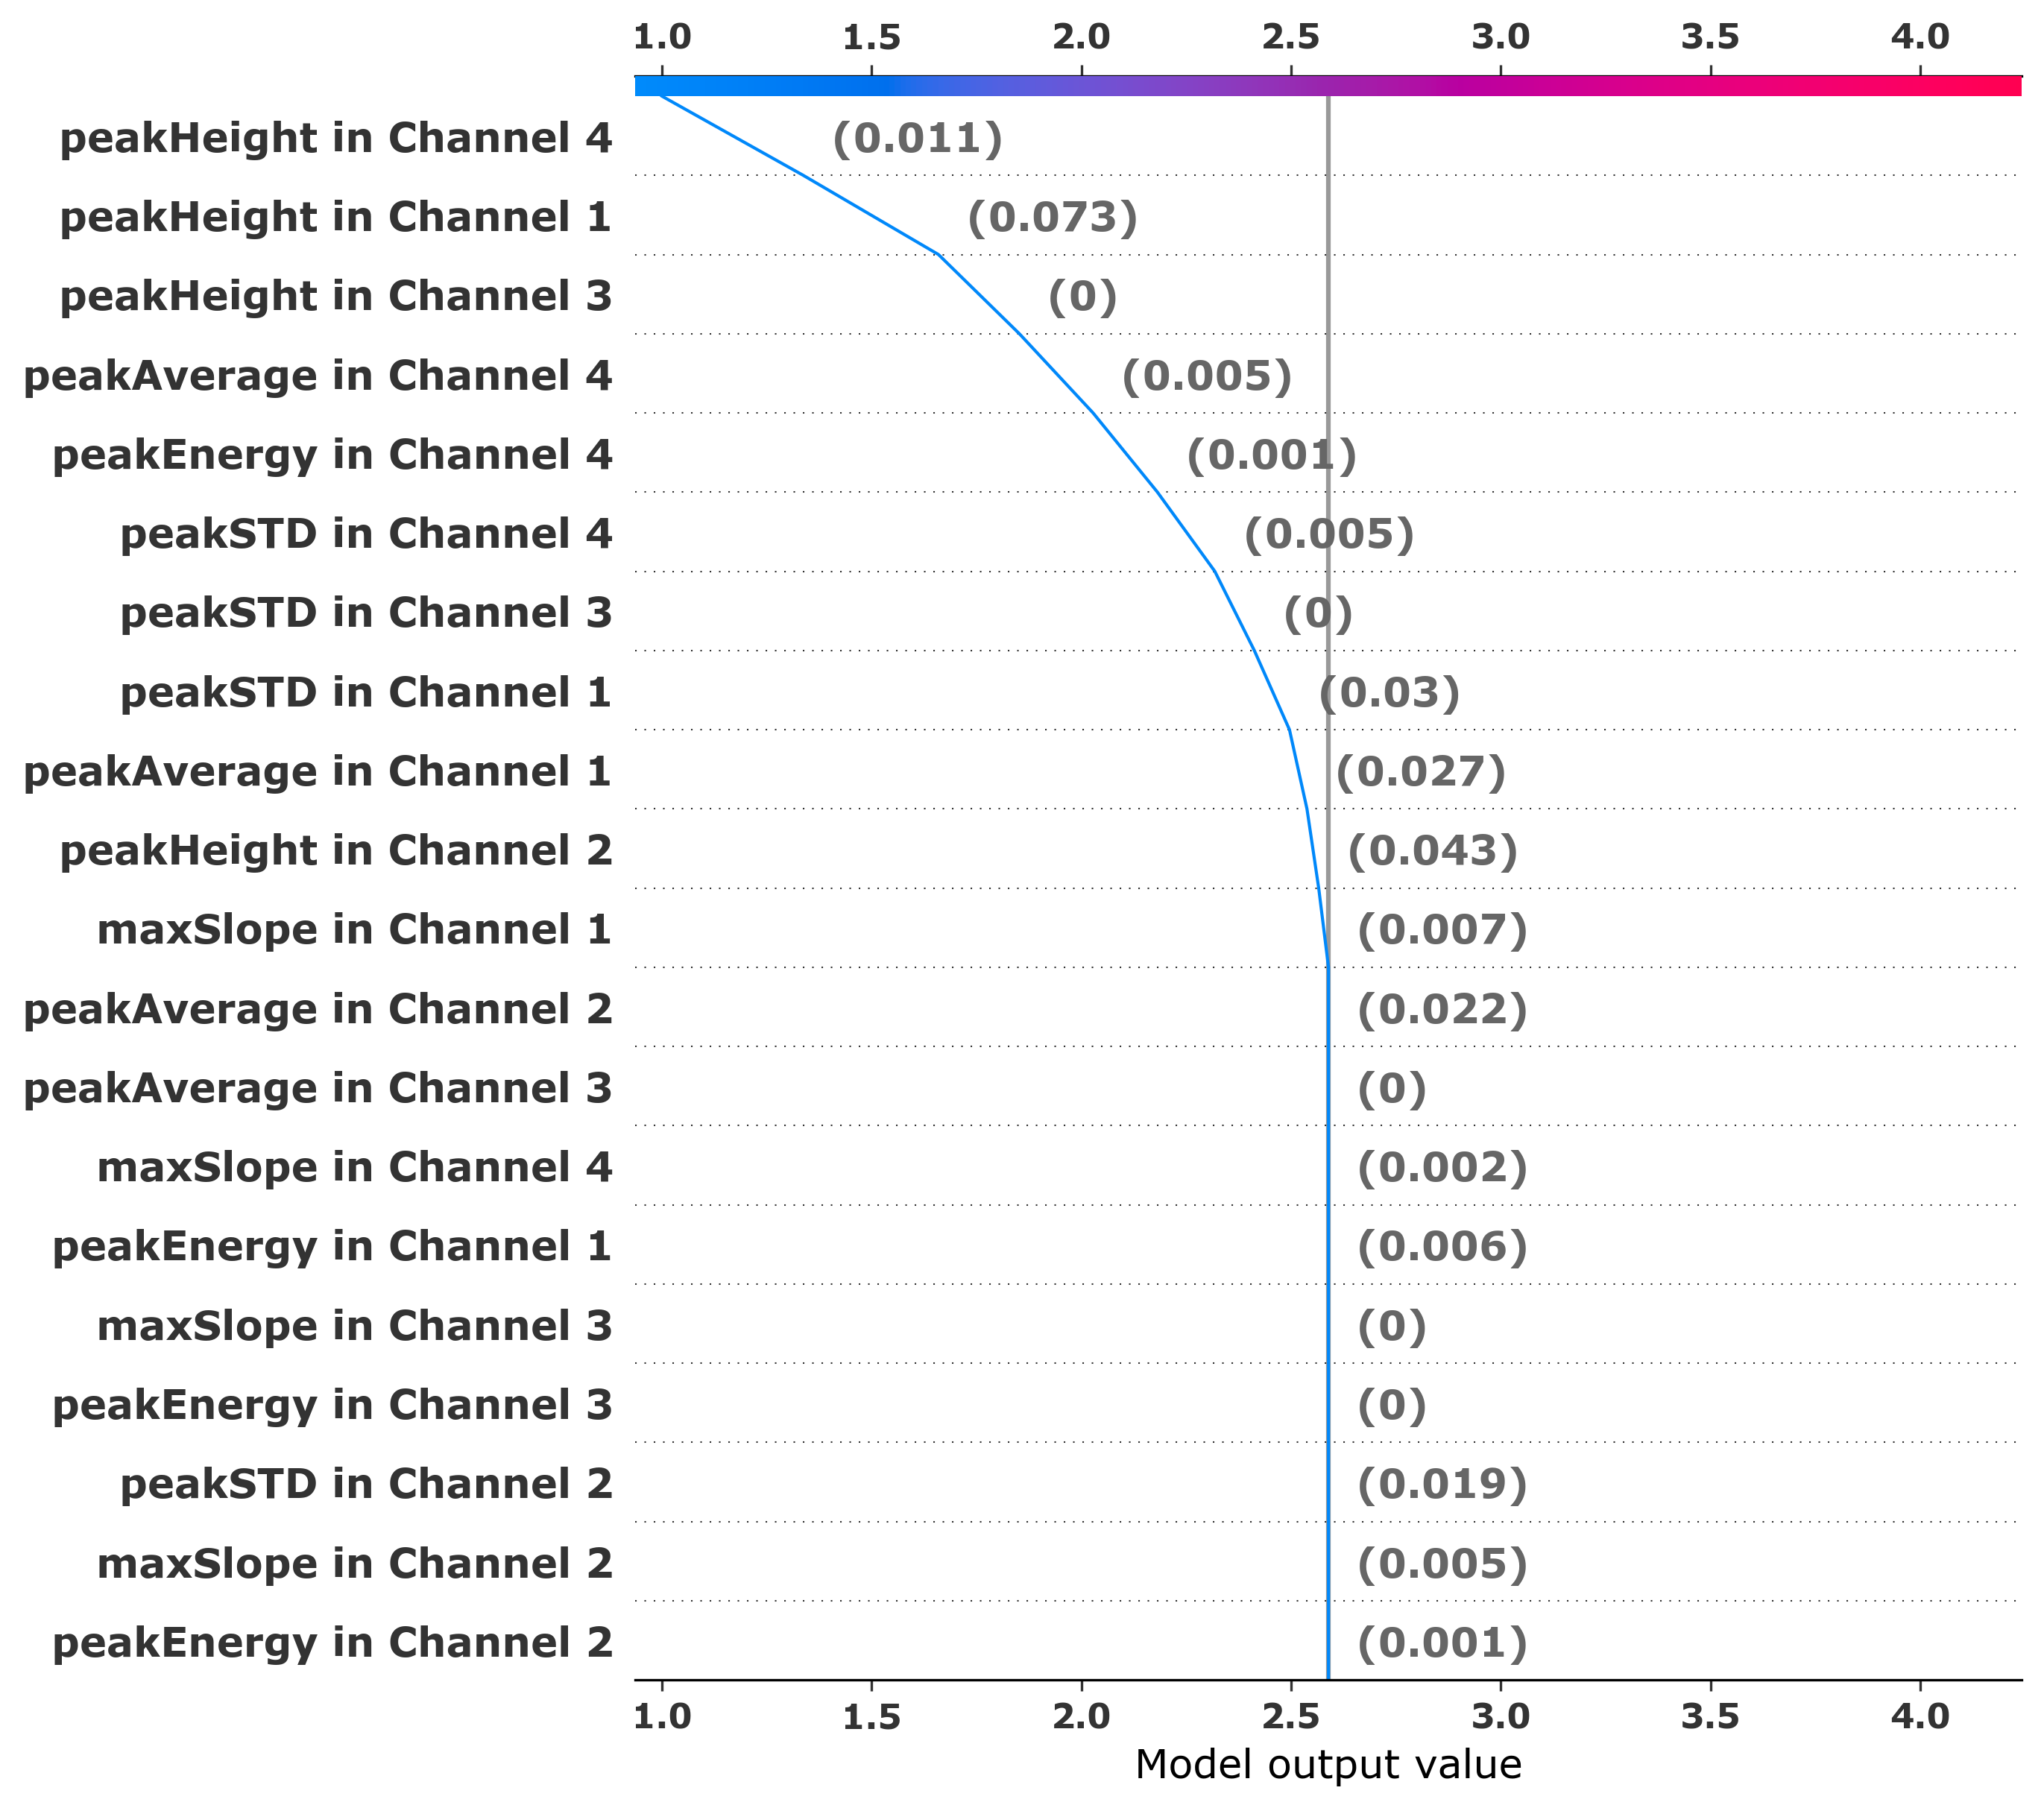 1.0 1.5 2.0 2.5 3.0 3.5 4.0
peakHeight in Channel 4 (0.011)
peakHeight in Channel 1 (0.073)
peakHeight in Channel 3 (0)
peakAverage in Channel 4 (0.005)
peakEnergy in Channel 4 (0.001)
peakSTD in Channel 4 (0.005)
peakSTD in Channel 3 (0)
peakSTD in Channel 1 (0.03)
peakAverage in Channel 1 (0.027)
peakHeight in Channel 2 (0.043)
maxSlope in Channel 1 (0.007)
peakAverage in Channel 2 (0.022)
peakAverage in Channel 3 (0)
maxSlope in Channel 4 (0.002)
peakEnergy in Channel 1 (0.006)
maxSlope in Channel 3 (0)
peakEnergy in Channel 3 (0)
peakSTD in Channel 2 (0.019)
maxSlope in Channel 2 (0.005)
peakEnergy in Channel 2 (0.001)
1.0 1.5 2.0 2.5 3.0 3.5 4.0
Model output value